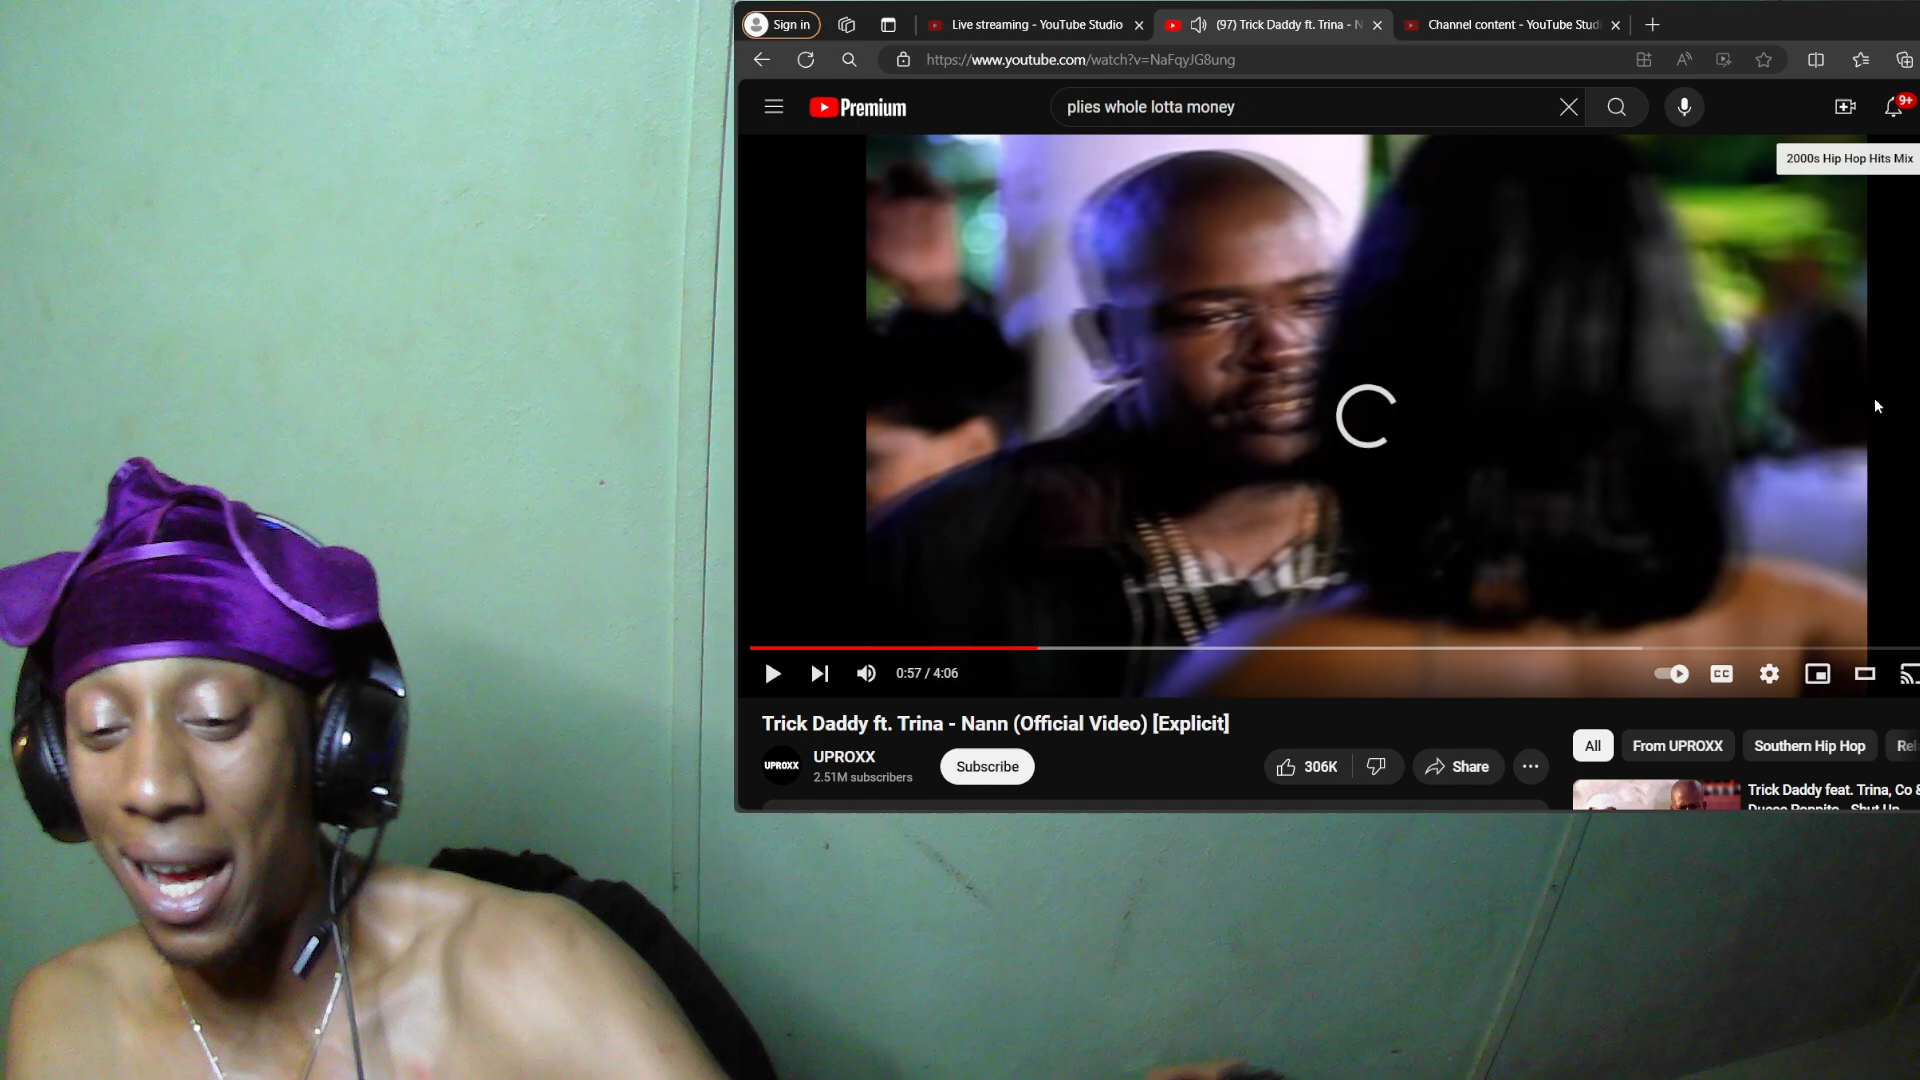 Sign in
Live streaming - YouTube Studio
(97) Trick Daddy ft. Trina - N
Channel content - YouTube Studi
https://www.youtube.com/watch?v=NaFqyJG8ung
Premium
plies whole lotta money
9+
2000s Hip Hop Hits Mix
0:57 / 4:06
CC
Trick Daddy ft. Trina - Nann (Official Video) [Explicit]
UPROXX
UPROXX
2.51M subscribers
Subscribe
306K
Share
All
From UPROXX
Southern Hip Hop
Rel
Trick Daddy feat. Trina, Co &